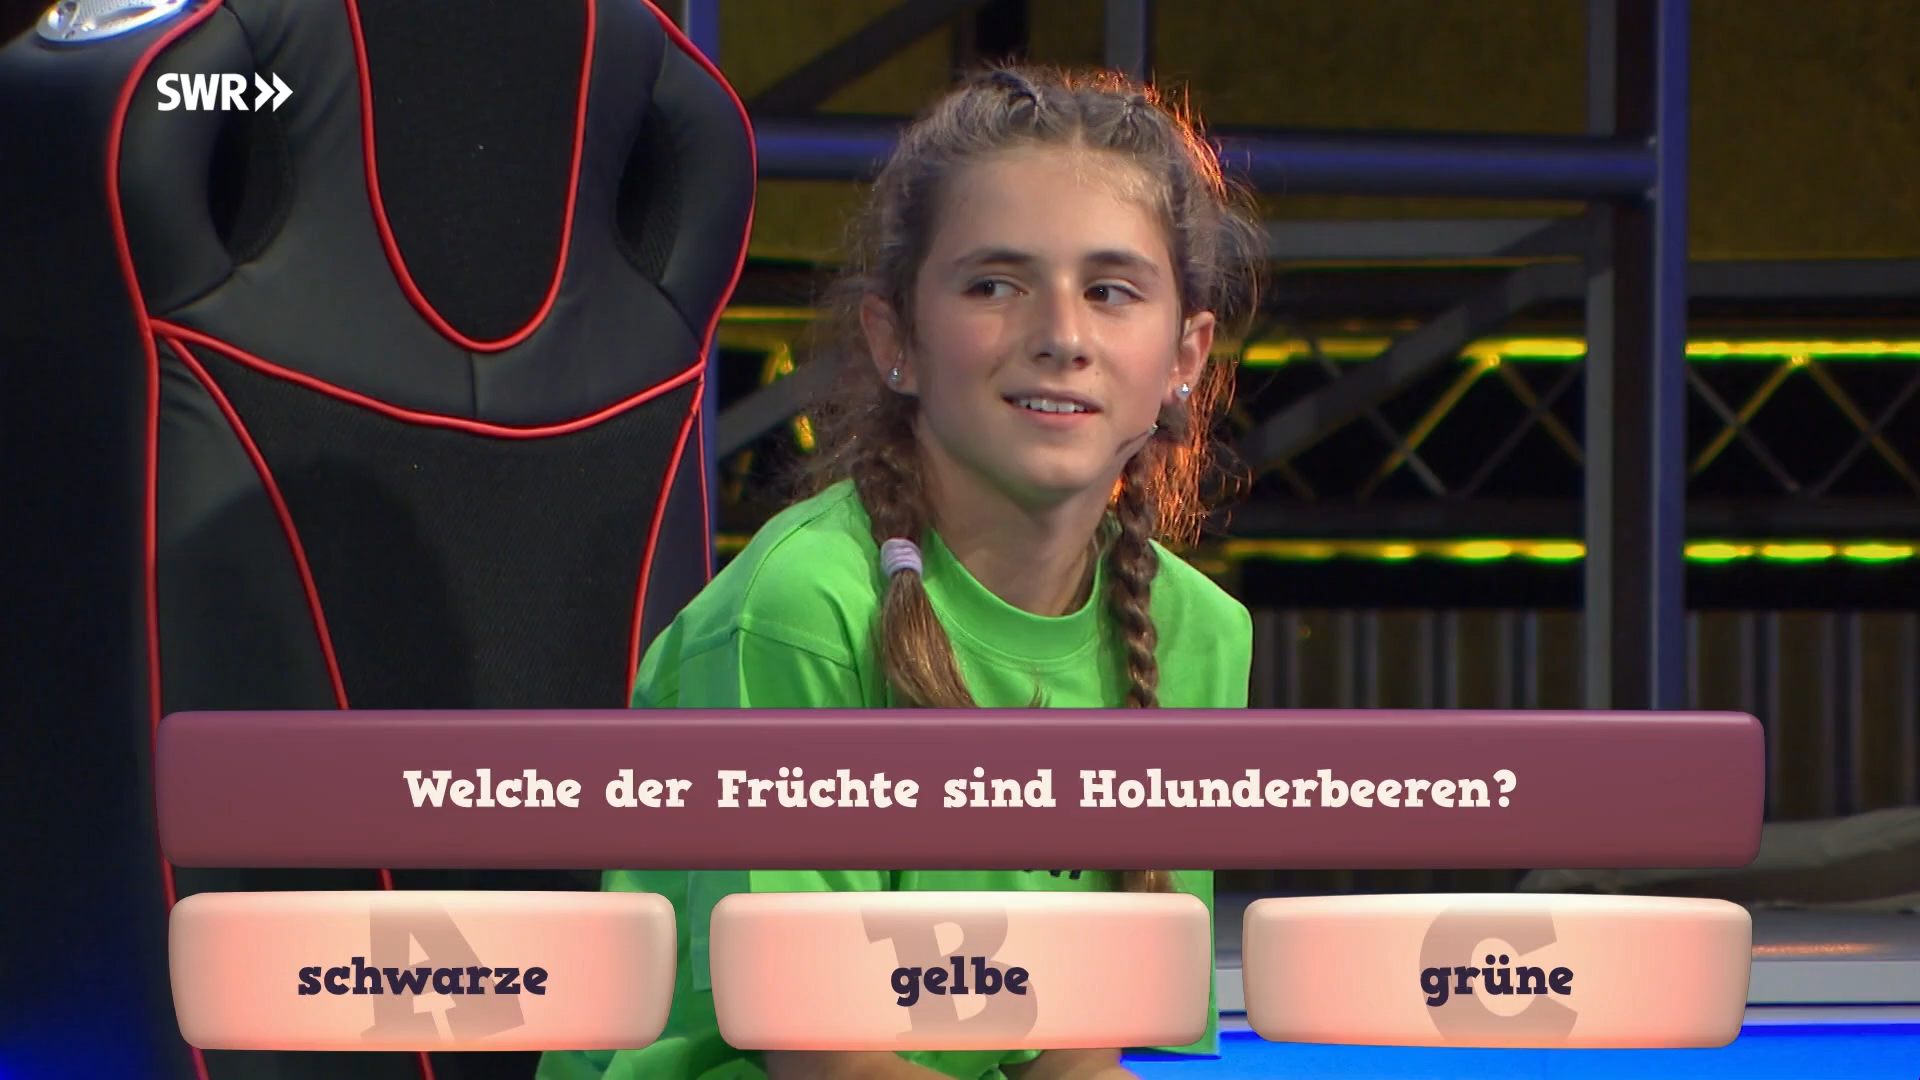 SWR
Welche der Früchte sind Holunderbeeren?
A schwarze
B gelbe
C grüne